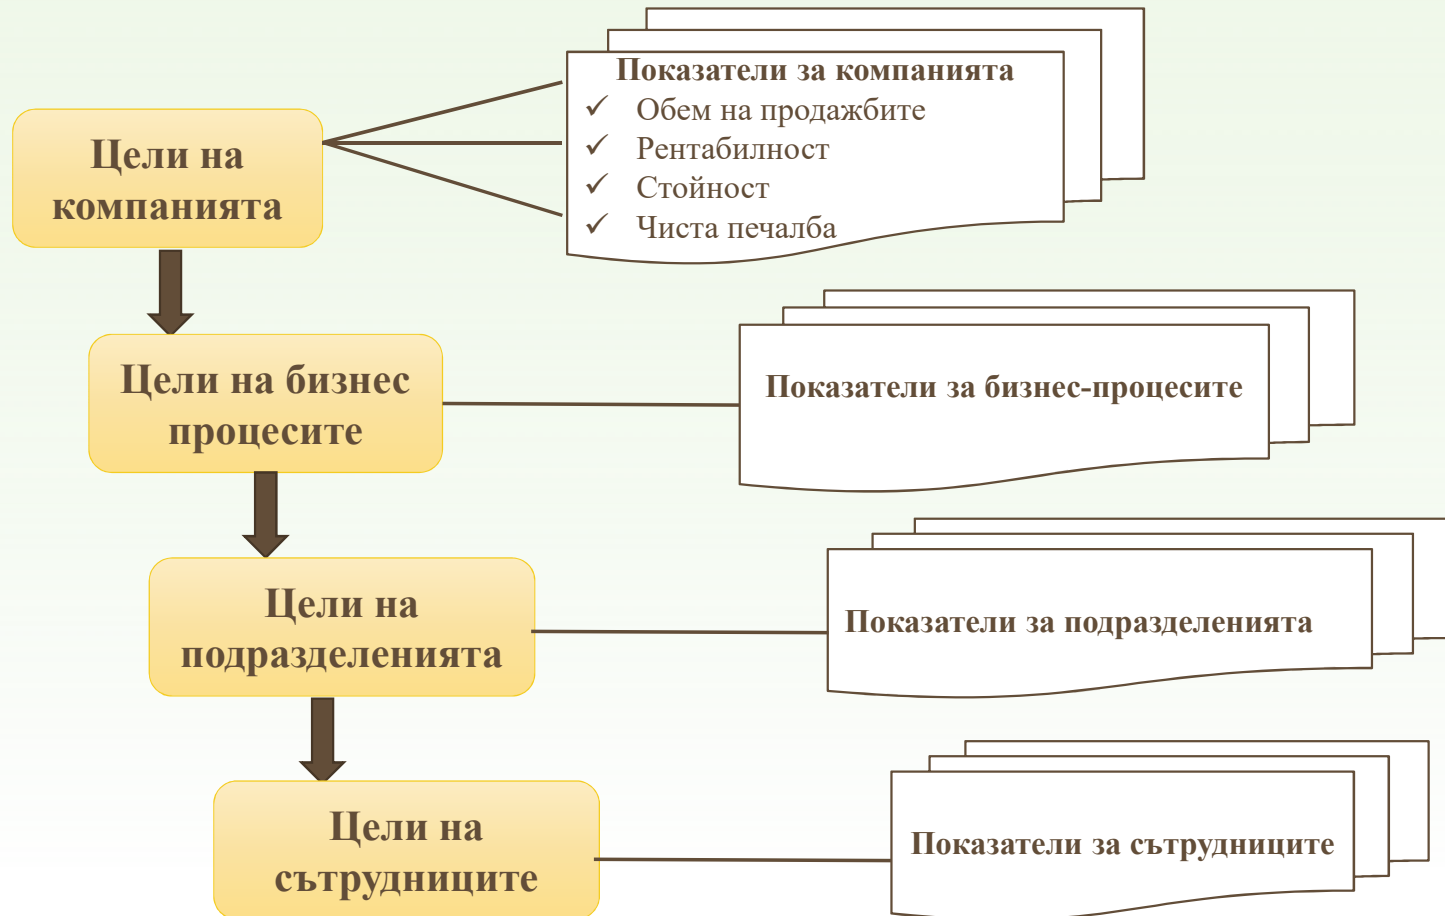 Показатели за компанията
✓ Обем на продажбите
✓ Рентабилност
✓ Стойност
✓ Чиста печалба
Цели на
компанията
Цели на бизнес
процесите
Показатели за бизнес-процесите
Цели на
подразделенията
Показатели за подразделенията
Цели на
сътрудниците
Показатели за сътрудниците